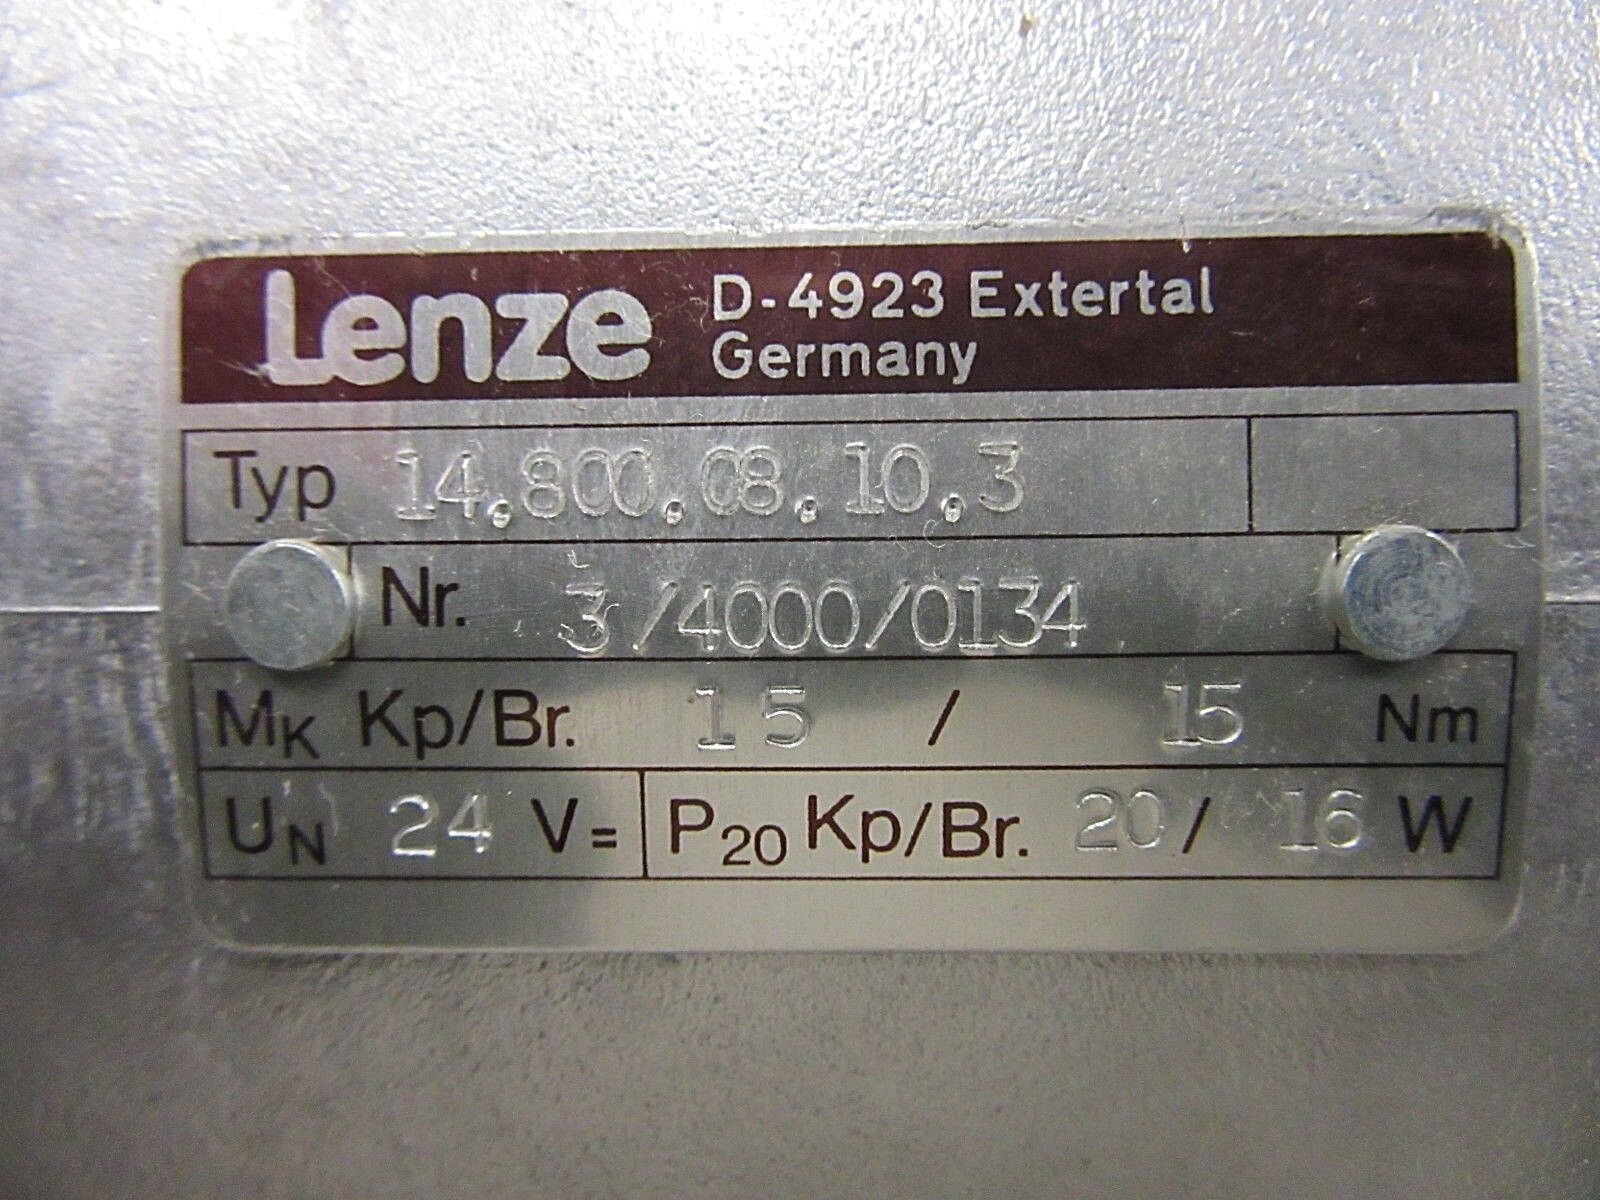 Lenze D-4923 Extertal
Germany
Typ 14.800.08.10.3
Nr. 3/4000/0134
MK Kp/Br. 15 / 15 Nm
UN 24 V= P20 Kp/Br. 20 / 16 W